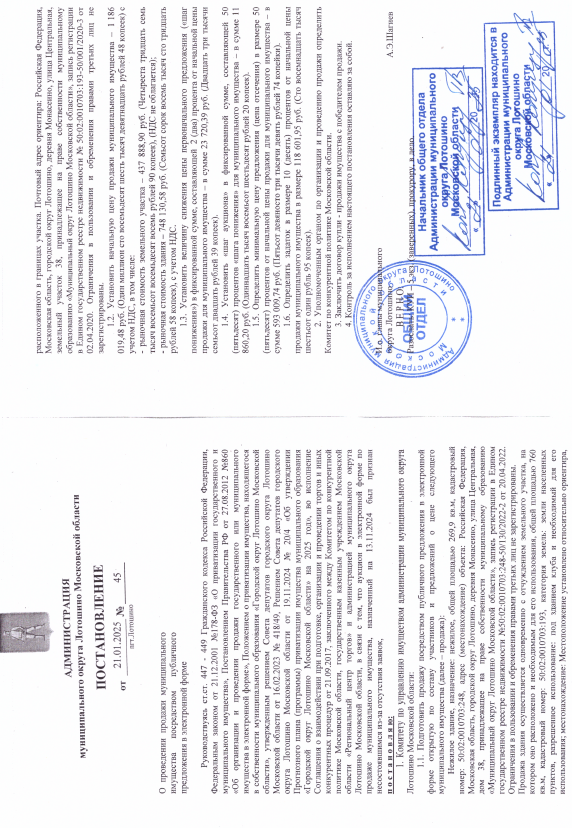 АДМИНИСТРАЦИЯ
муниципального округа Лотошино Московской области
ПОСТАНОВЛЕНИЕ
от 21.01.2025 № 45
пгт.Лотошино
О проведении продажи муниципального
имущества посредством публичного
предложения в электронной форме
Руководствуясь ст.ст. 447 - 449 Гражданского кодекса Российской Федерации,
Федеральным законом от 21.12.2001 №178-ФЗ «О приватизации государственного и
муниципального имущества», Постановлением Правительства РФ от 27.08.2012 №860
«Об организации и проведении продажи государственного или муниципального
имущества в электронной форме», Положением о приватизации имущества, находящегося
в собственности муниципального образования «Городской округ Лотошино Московской
области», утвержденным решением Совета депутатов городского округа Лотошино
Московской области от 16.02.2023 № 418/49, Решением Совета депутатов городского
округа Лотошино Московской области от 19.11.2024 № 20/4 «Об утверждении
Прогнозного плана (программы) приватизации имущества муниципального образования
«Городской округ Лотошино Московской области» на 2025 год», во исполнение
Соглашения о взаимодействии при подготовке, организации и проведении торгов и иных
конкурентных процедур от 21.09.2017, заключенного между Комитетом по конкурентной
политике Московской области, государственным казенным учреждением Московской
области «Региональный центр торгов» и администрацией муниципального округа
Лотошино Московской области, в связи с тем, что аукцион в электронной форме по
продаже муниципального имущества, назначенный на 13.11.2024 был признан
несостоявшимся из-за отсутствия заявок,
п о с т а н о в л я ю:
1. Комитету по управлению имуществом администрации муниципального округа
Лотошино Московской области:
1.1. Подготовить продажу посредством публичного предложения в электронной
форме открытую по составу участников и предложений о цене следующего
муниципального имущества (далее - продажа):
Нежилое здание, назначение: нежилое, общей площадью 269,9 кв.м, кадастровый
номер: 50:02:0010703:248, адрес (местонахождение) объекта: Российская Федерация,
Московская область, городской округ Лотошино, деревня Монасеино, улица Центральная,
дом 38, принадлежащее на праве собственности муниципальному образованию
«Муниципальный округ Лотошино Московской области», запись регистрации в Едином
государственном реестре недвижимости №50:02:0010703:248-50/130/2022-2 от 20.04.2022.
Ограничения в пользовании и обременения правами третьих лиц не зарегистрированы.
Продажа здания осуществляется одновременно с отчуждением земельного участка, на
котором оно расположено и необходимым для его использования, общей площадью 760
кв.м, кадастровый номер: 50:02:0010703:193, категория земель: земли населенных
пунктов, разрешенное использование: под зданием клуба и необходимый для его
использования; местонахождение: Местоположение установлено относительно ориентира,
расположенного в границах участка. Почтовый адрес ориентира: Российская Федерация,
Московская область, городской округ Лотошино, деревня Монасеино, улица Центральная,
земельный участок 38, принадлежащее на праве собственности муниципальному
образованию «Муниципальный округ Лотошино Московской области», запись регистрации
в Едином государственном реестре недвижимости № 50:02:0010703:193-50/001/2020-3 от
02.04.2020. Ограничения в пользовании и обременения правами третьих лиц не
зарегистрированы.
1.2. Установить начальную цену продажи муниципального имущества – 1 186
019,48 руб. (Один миллион сто восемьдесят шесть тысяч девятнадцать рублей 48 копеек) с
учетом НДС, в том числе:
- рыночная стоимость земельного участка – 437 888,90 руб. (Четыреста тридцать семь
тысяч восемьсот восемьдесят восемь рублей 90 копеек), (НДС не облагается);
- рыночная стоимость здания – 748 130,58 руб. (Семьсот сорок восемь тысяч сто тридцать
рублей 58 копеек), с учетом НДС.
1.3. Установить величину снижения цены первоначального предложения («шаг
понижения») в фиксированной сумме, составляющей 2 (два) процента от начальной цены
продажи для муниципального имущества – в сумме 23 720,39 руб. (Двадцать три тысячи
семьсот двадцать рублей 39 копеек).
1.4. Установить «шаг аукциона» в фиксированной сумме, составляющей 50
(пятьдесят) процентов «шага понижения» для муниципального имущества – в сумме 11
860,20 руб. (Одиннадцать тысяч восемьсот шестьдесят рублей 20 копеек).
1.5. Определить минимальную цену предложения (цена отсечения) в размере 50
(пятьдесят) процентов от начальной цены продажи для муниципального имущества – в
сумме 593 009,74 руб. (Пятьсот девяносто три тысячи девять рублей 74 копейки).
1.6. Определить задаток в размере 10 (десять) процентов от начальной цены
продажи муниципального имущества в размере 118 601,95 руб. (Сто восемнадцать тысяч
шестьсот один рубль 95 копеек).
2. Уполномоченным органом по организации и проведению продажи определить
Комитет по конкурентной политике Московской области.
3. Заключить договор купли - продажи имущества с победителем продажи.
4. Контроль за исполнением настоящего постановления оставляю за собой.
И.о. Главы муниципального
округа Лотошино
А.Э.Шагиев
ВЕРНО:
ОБЩИЙ
ОТДЕЛ
Начальник общего отдела
Администрации муниципального
округа Лотошино
Московской области
Подлинный экземпляр находится в
Администрации муниципального
округа Лотошино
Московской области